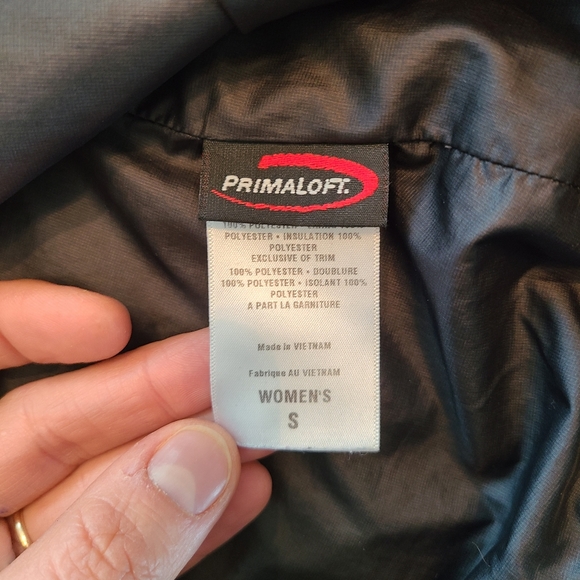 PRIMALOFT.
POLYESTER • INSULATION 100%
POLYESTER
EXCLUSIVE OF TRIM
100% POLYESTER • DOUBLURE
100% POLYESTER • ISOLANT 100%
POLYESTER
A PART LA GARNITURE
Made in VIETNAM
Fabrique AU VIETNAM
WOMEN'S
S